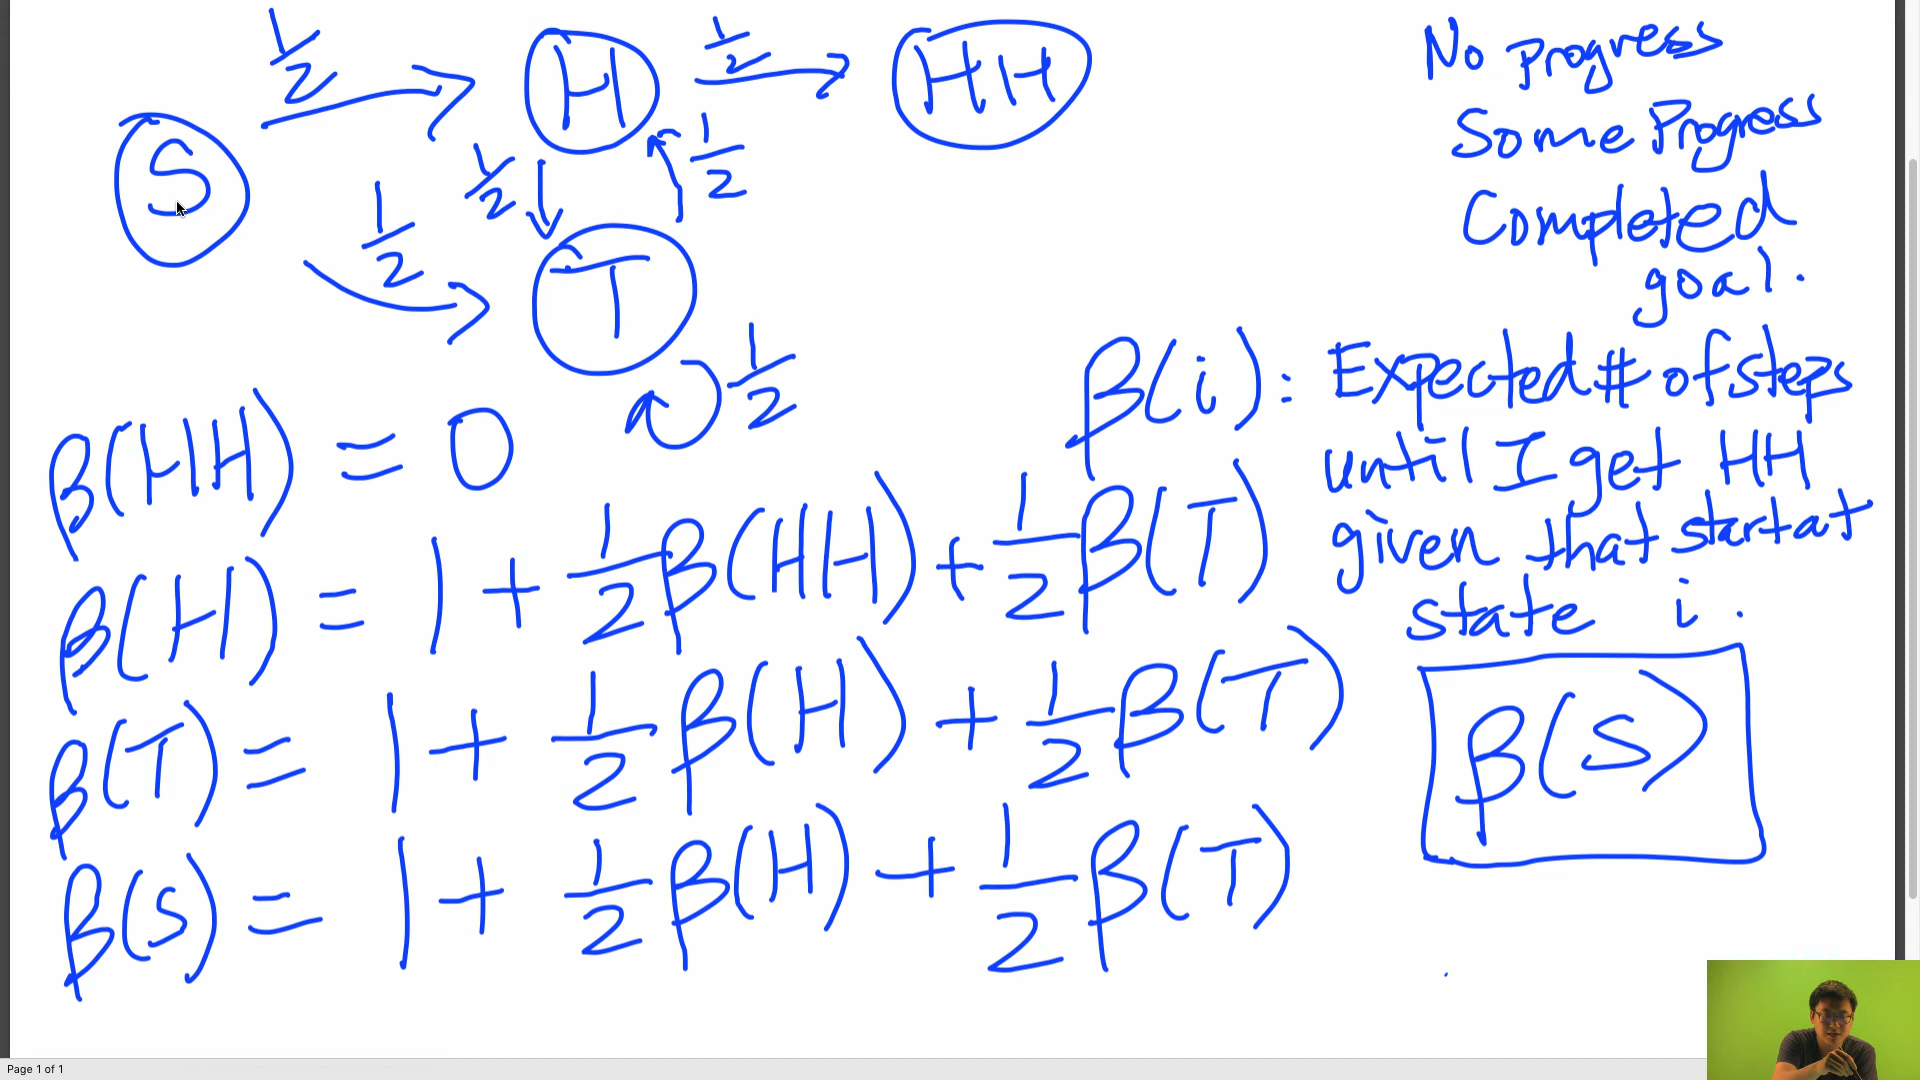 1/2 H 1/2 HH No progress
S 1/2 1/2 Some Progress
1/2 Completed
T goal.
1/2
β(i): Expected # of steps
until I get HH
given that start at
state i.
β(HH) = 0
β(H) = 1 + 1/2 β(HH) + 1/2 β(T)
β(T) = 1 + 1/2 β(H) + 1/2 β(T)
β(S) = 1 + 1/2 β(H) + 1/2 β(T)
β(S)
Page 1 of 1